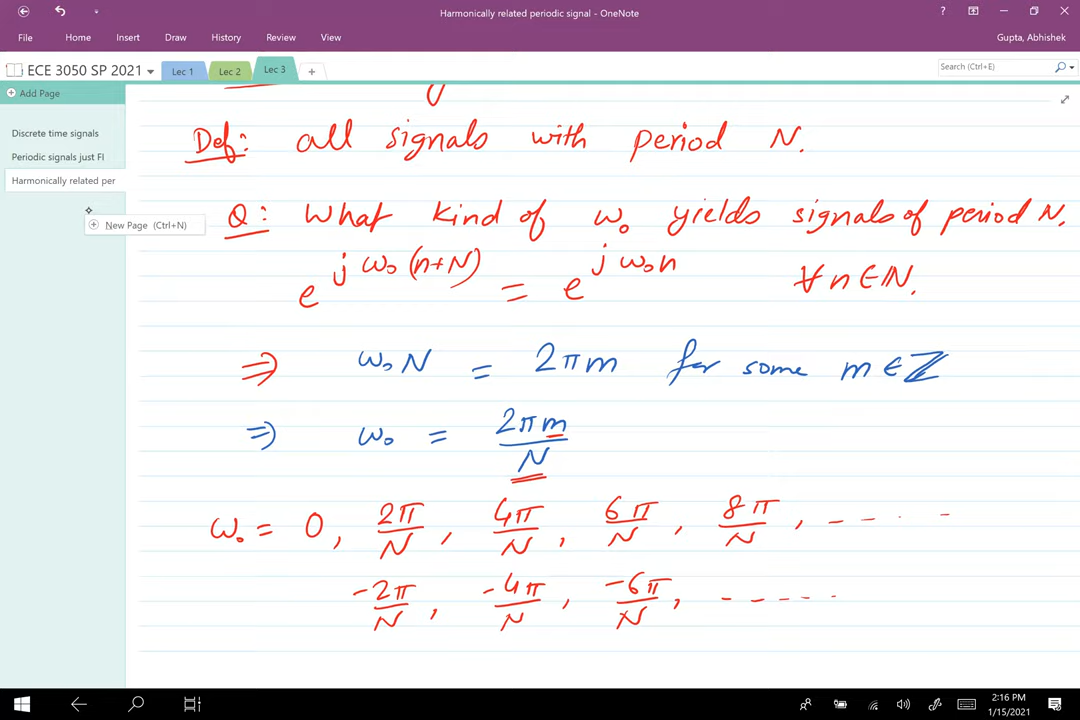 Harmonically related periodic signal - OneNote
?
File Home Insert Draw History Review View Gupta, Abhishek
ECE 3050 SP 2021 Lec 1 Lec 2 Lec 3 +
Search (Ctrl+E)
Add Page
Discrete time signals
Periodic signals just FI
Harmonically related per
New Page (Ctrl+N)
Def: all signals with period N.
Q: What kind of ω₀ yields signals of period N.
e^{jω₀(n+N)} = e^{jω₀n} ∀ n ∈ N.
⇒ ω₀N = 2πm for some m ∈ ℤ
⇒ ω₀ = 2πm/N
ω₀ = 0, 2π/N, 4π/N, 6π/N, 8π/N, -----
-2π/N, -4π/N, -6π/N, -----
2:16 PM
1/15/2021